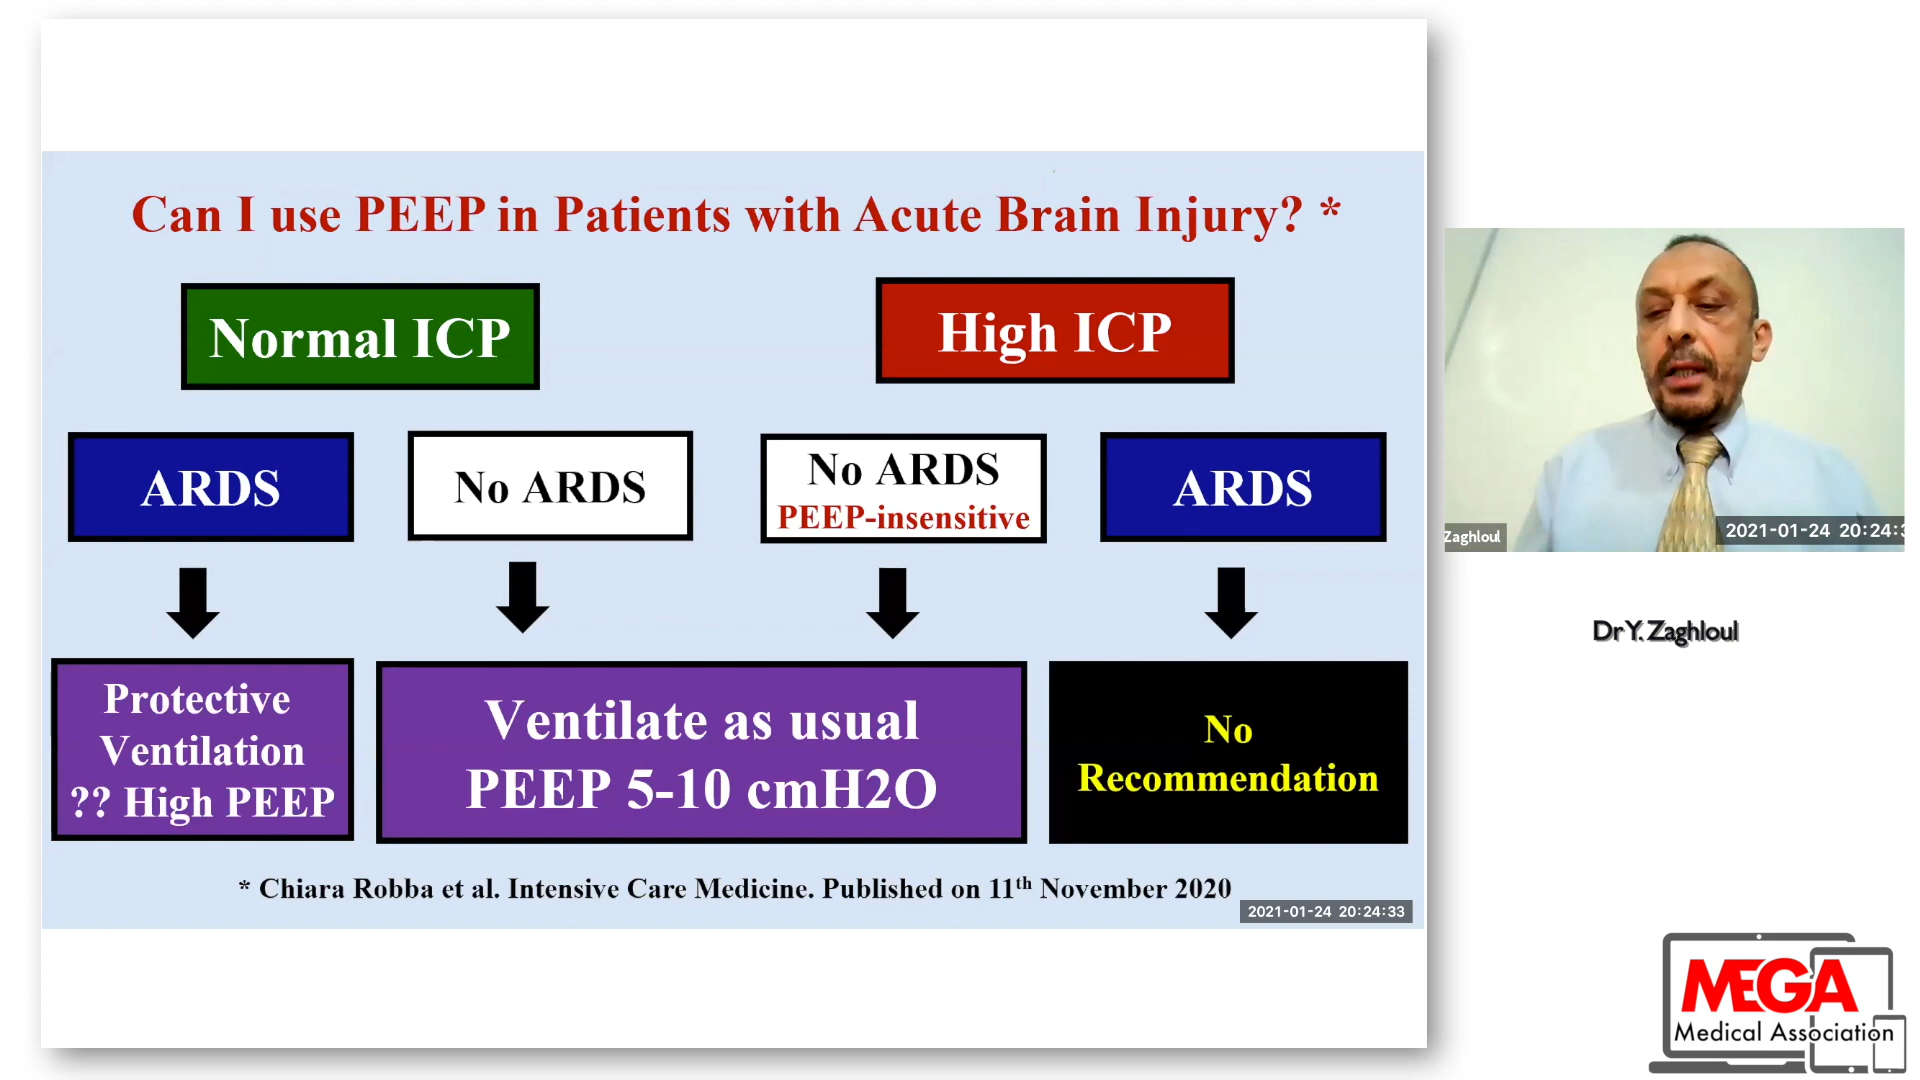 Can I use PEEP in Patients with Acute Brain Injury? *
Normal ICP
High ICP
ARDS
No ARDS
No ARDS
PEEP-insensitive
ARDS
Protective
Ventilation
?? High PEEP
Ventilate as usual
PEEP 5-10 cmH2O
No
Recommendation
* Chiara Robba et al. Intensive Care Medicine. Published on 11th November 2020
2021-01-24 20:24:33
Zaghloul
2021-01-24 20:24:3
Dr Y. Zaghloul
MEGA
Medical Association